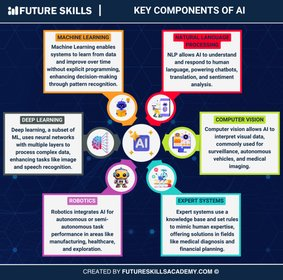 FUTURE SKILLS
KEY COMPONENTS OF AI
MACHINE LEARNING
Machine Learning enables
systems to learn from data
and improve over time
without explicit programming,
enhancing decision-making
through pattern recognition.
NATURAL LANGUAGE
PROCESSING
NLP allows AI to understand
and respond to human
language, powering chatbots,
translation, and sentiment
analysis.
DEEP LEARNING
Deep learning, a subset of
ML, uses neural networks
with multiple layers to
process complex data,
enhancing tasks like image
and speech recognition.
AI
COMPUTER VISION
Computer vision allows AI to
interpret visual data,
commonly used for
surveillance, autonomous
vehicles, and medical
imaging.
ROBOTICS
Robotics integrates AI for
autonomous or semi-
autonomous task
performance in areas like
manufacturing, healthcare,
and exploration.
EXPERT SYSTEMS
Expert systems use a
knowledge base and set rules
to mimic human expertise,
offering solutions in fields
like medical diagnosis and
financial planning.
CREATED BY FUTURESKILLSACADEMY.COM ©